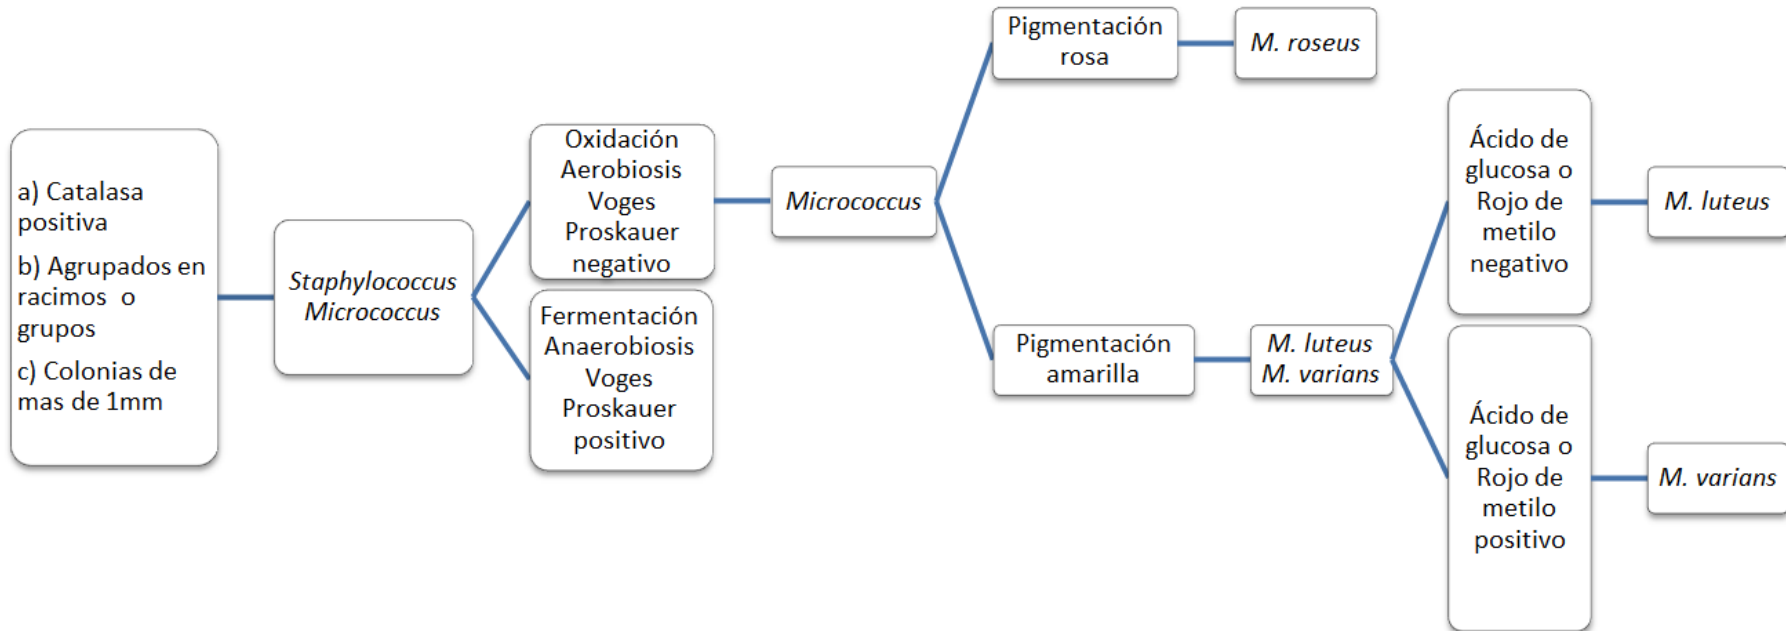 a) Catalasa
positiva
b) Agrupados en
racimos o
grupos
c) Colonias de
mas de 1mm
Staphylococcus
Micrococcus
Oxidación
Aerobiosis
Voges
Proskauer
negativo
Fermentación
Anaerobiosis
Voges
Proskauer
positivo
Micrococcus
Pigmentación
rosa
M. roseus
Pigmentación
amarilla
M. luteus
M. varians
Ácido de
glucosa o
Rojo de
metilo
negativo
M. luteus
Ácido de
glucosa o
Rojo de
metilo
positivo
M. varians